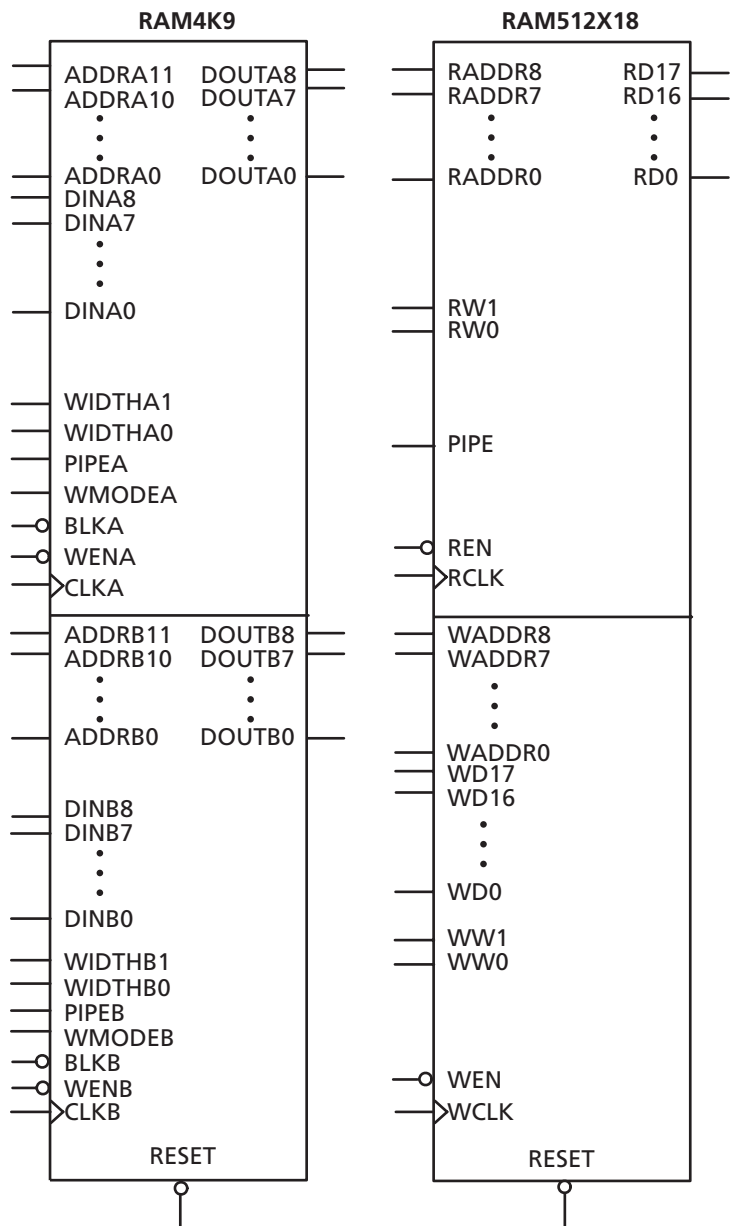 RAM4K9
ADDRA11 DOUTA8
ADDRA10 DOUTA7
ADDRA0 DOUTA0
DINA8
DINA7
DINA0
WIDTHA1
WIDTHA0
PIPEA
WMODEA
BLKA
WENA
CLKA
ADDRB11 DOUTB8
ADDRB10 DOUTB7
ADDRB0 DOUTB0
DINB8
DINB7
DINB0
WIDTHB1
WIDTHB0
PIPEB
WMODEB
BLKB
WENB
CLKB
RESET
RAM512X18
RADDR8 RD17
RADDR7 RD16
RADDR0 RD0
RW1
RW0
PIPE
REN
RCLK
WADDR8
WADDR7
WADDR0
WD17
WD16
WD0
WW1
WW0
WEN
WCLK
RESET